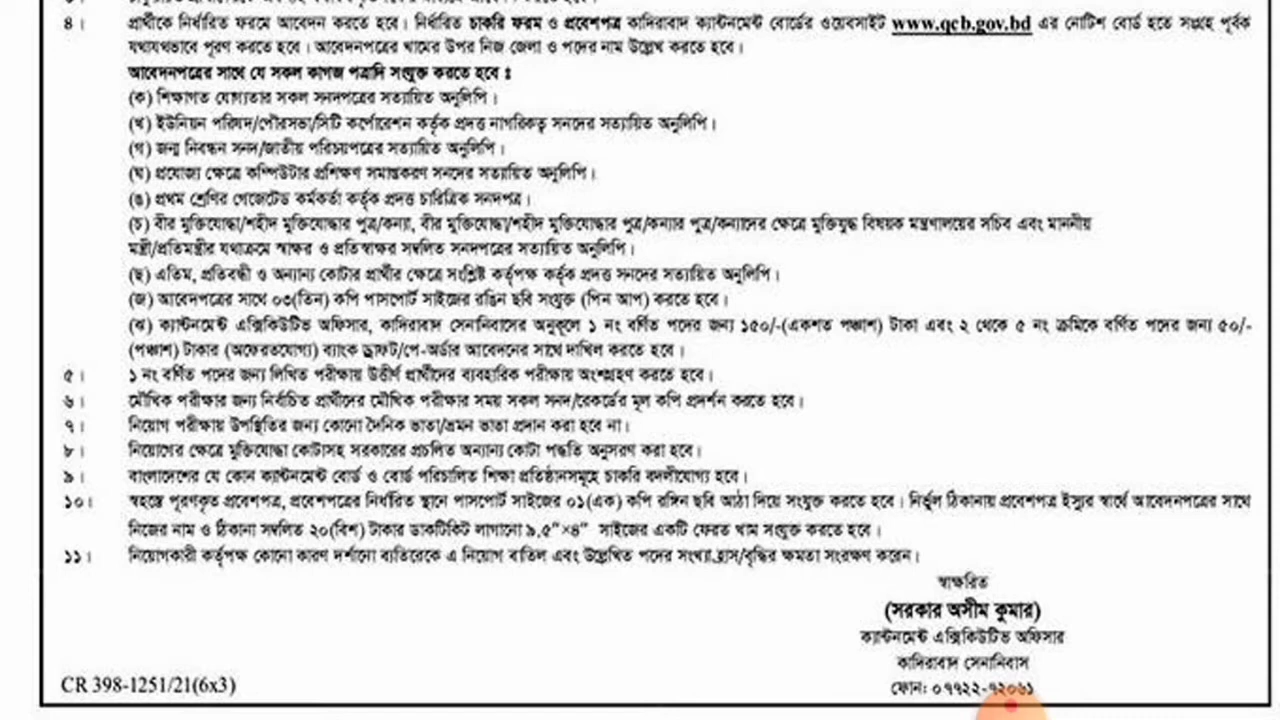 ৪। প্রার্থীকে নির্ধারিত ফরমে আবেদন করতে হবে। নির্ধারিত চাকরি ফরম ও প্রবেশপত্র কাদিরাবাদ ক্যান্টনমেন্ট বোর্ডের ওয়েবসাইট www.qcb.gov.bd এর নোটিশ বোর্ড হতে সংগ্রহ পূর্বক
যথাযথভাবে পূরণ করতে হবে। আবেদনপত্রের খামের উপর নিজ জেলা ও পদের নাম উল্লেখ করতে হবে।
আবেদনপত্রের সাথে যে সকল কাগজ পত্রাদি সংযুক্ত করতে হবে ঃ
(ক) শিক্ষাগত যোগ্যতার সকল সনদপত্রের সত্যায়িত অনুলিপি।
(খ) ইউনিয়ন পরিষদ/পৌরসভা/সিটি কর্পোরেশন কর্তৃক প্রদত্ত নাগরিকত্ব সনদের সত্যায়িত অনুলিপি।
(গ) জন্ম নিবন্ধন সনদ/জাতীয় পরিচয়পত্রের সত্যায়িত অনুলিপি।
(ঘ) প্রযোজ্য ক্ষেত্রে কম্পিউটার প্রশিক্ষণ সমাপ্তকরণ সনদের সত্যায়িত অনুলিপি।
(ঙ) প্রথম শ্রেণির গেজেটেড কর্মকর্তা কর্তৃক প্রদত্ত চারিত্রিক সনদপত্র।
(চ) বীর মুক্তিযোদ্ধা/শহীদ মুক্তিযোদ্ধার পুত্র/কন্যা, বীর মুক্তিযোদ্ধা/শহীদ মুক্তিযোদ্ধার পুত্র/কন্যার পুত্র/কন্যাদের ক্ষেত্রে মুক্তিযুদ্ধ বিষয়ক মন্ত্রণালয়ের সচিব এবং মাননীয়
মন্ত্রী/প্রতিমন্ত্রীর যথাক্রমে স্বাক্ষর ও প্রতিস্বাক্ষর সম্বলিত সনদপত্রের সত্যায়িত অনুলিপি।
(ছ) এতিম, প্রতিবন্ধী ও অন্যান্য কোটার প্রার্থীর ক্ষেত্রে সংশ্লিষ্ট কর্তৃপক্ষ কর্তৃক প্রদত্ত সনদের সত্যায়িত অনুলিপি।
(জ) আবেদনপত্রের সাথে ০৩(তিন) কপি পাসপোর্ট সাইজের রঙিন ছবি সংযুক্ত (পিন আপ) করতে হবে।
(ঝ) ক্যান্টনমেন্ট এক্সিকিউটিভ অফিসার, কাদিরাবাদ সেনানিবাসের অনুকূলে ১ নং বর্ণিত পদের জন্য ১৫০/-(একশত পঞ্চাশ) টাকা এবং ২ থেকে ৫ নং ক্রমিকে বর্ণিত পদের জন্য ৫০/-
(পঞ্চাশ) টাকার (অফেরতযোগ্য) ব্যাংক ড্রাফট/পে-অর্ডার আবেদনের সাথে দাখিল করতে হবে।
৫। ১ নং বর্ণিত পদের জন্য লিখিত পরীক্ষায় উত্তীর্ণ প্রার্থীদের ব্যবহারিক পরীক্ষায় অংশগ্রহণ করতে হবে।
৬। মৌখিক পরীক্ষার জন্য নির্বাচিত প্রার্থীদের মৌখিক পরীক্ষার সময় সকল সনদ/রেকর্ডের মূল কপি প্রদর্শন করতে হবে।
৭। নিয়োগ পরীক্ষায় উপস্থিতির জন্য কোনো দৈনিক ভাতা/ভ্রমন ভাতা প্রদান করা হবে না।
৮। নিয়োগের ক্ষেত্রে মুক্তিযোদ্ধা কোটাসহ সরকারের প্রচলিত অন্যান্য কোটা পদ্ধতি অনুসরণ করা হবে।
৯। বাংলাদেশের যে কোন ক্যান্টনমেন্ট বোর্ড ও বোর্ড পরিচালিত শিক্ষা প্রতিষ্ঠানসমূহে চাকরি বদলীযোগ্য হবে।
১০। স্বহস্তে পূরণকৃত প্রবেশপত্র, প্রবেশপত্রের নির্ধারিত স্থানে পাসপোর্ট সাইজের ০১(এক) কপি রঙ্গিন ছবি আঠা দিয়ে সংযুক্ত করতে হবে। নির্ভুল ঠিকানায় প্রবেশপত্র ইস্যুর স্বার্থে আবেদনপত্রের সাথে
নিজের নাম ও ঠিকানা সম্বলিত ২০(বিশ) টাকার ডাকটিকিট লাগানো ৯.৫"×৪" সাইজের একটি ফেরত খাম সংযুক্ত করতে হবে।
১১। নিয়োগকারী কর্তৃপক্ষ কোনো কারণ দর্শানো ব্যতিরেকে এ নিয়োগ বাতিল এবং উল্লেখিত পদের সংখ্যা হ্রাস/বৃদ্ধির ক্ষমতা সংরক্ষণ করেন।
স্বাক্ষরিত
(সরকার অসীম কুমার)
ক্যান্টনমেন্ট এক্সিকিউটিভ অফিসার
কাদিরাবাদ সেনানিবাস
CR 398-1251/21(6x3)
ফোন: ০৭৭২২-৭২০৬১